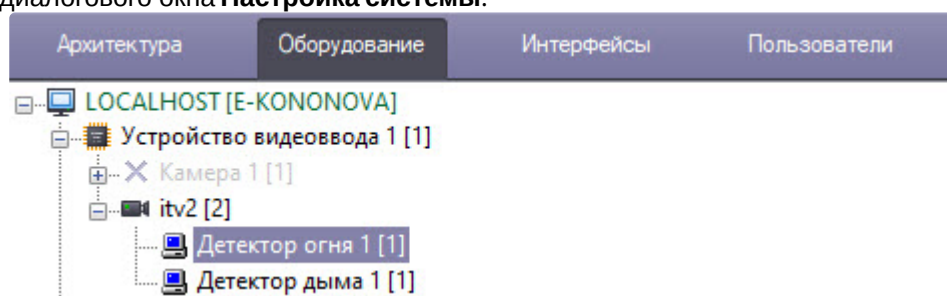 диалогового окна Настройка системы.
Архитектура Оборудование Интерфейсы Пользователи
LOCALHOST [E-KONONOVA]
Устройство видеоввода 1 [1]
Камера 1 [1]
itv2 [2]
Детектор огня 1 [1]
Детектор дыма 1 [1]